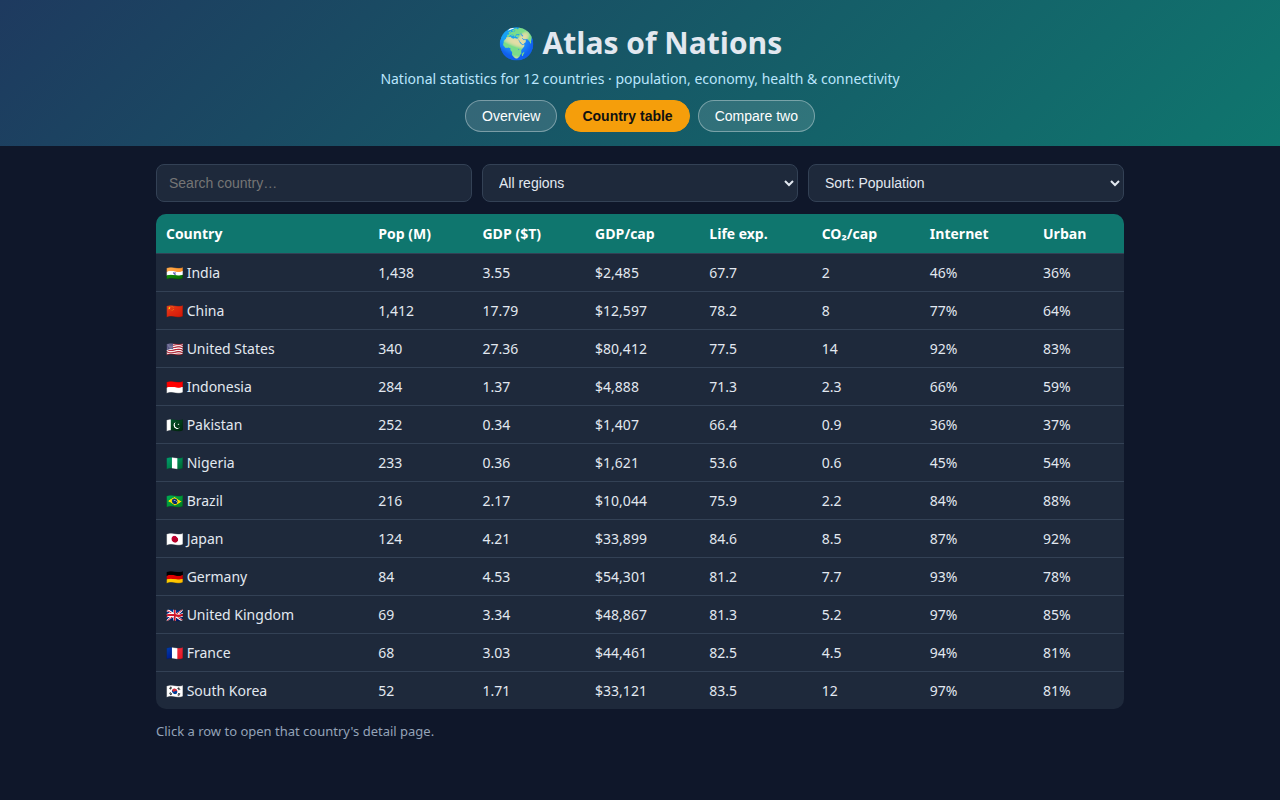 🌍 Atlas of Nations
National statistics for 12 countries · population, economy, health & connectivity
Overview Country table Compare two
Search country… All regions Sort: Population
Country Pop (M) GDP ($T) GDP/cap Life exp. CO₂/cap Internet Urban
🇮🇳 India 1,438 3.55 $2,485 67.7 2 46% 36%
🇨🇳 China 1,412 17.79 $12,597 78.2 8 77% 64%
🇺🇸 United States 340 27.36 $80,412 77.5 14 92% 83%
🇮🇩 Indonesia 284 1.37 $4,888 71.3 2.3 66% 59%
🇵🇰 Pakistan 252 0.34 $1,407 66.4 0.9 36% 37%
🇳🇬 Nigeria 233 0.36 $1,621 53.6 0.6 45% 54%
🇧🇷 Brazil 216 2.17 $10,044 75.9 2.2 84% 88%
🇯🇵 Japan 124 4.21 $33,899 84.6 8.5 87% 92%
🇩🇪 Germany 84 4.53 $54,301 81.2 7.7 93% 78%
🇬🇧 United Kingdom 69 3.34 $48,867 81.3 5.2 97% 85%
🇫🇷 France 68 3.03 $44,461 82.5 4.5 94% 81%
🇰🇷 South Korea 52 1.71 $33,121 83.5 12 97% 81%
Click a row to open that country's detail page.